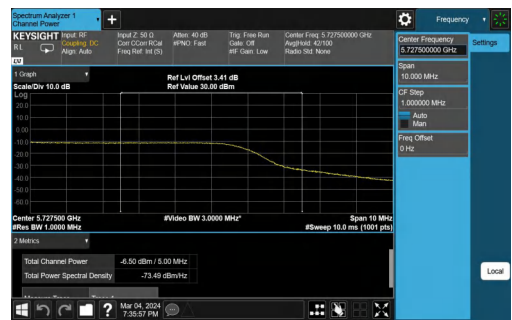 Spectrum Analyzer 1
Channel Power
Frequency
KEYSIGHT
RL
Input: RF
Coupling: DC
Align: Auto
Input Z: 50 Ω
Corr CCorr RCal
Freq Ref: Int (S)
Atten: 40 dB
#PNO: Fast
Trig: Free Run
Gate: Off
#IF Gain: Low
Center Freq: 5.727500000 GHz
Avg|Hold: 42/100
Radio Std: None
LV
Center Frequency
5.727500000 GHz
Settings
Span
10.000 MHz
CF Step
1.000000 MHz
Auto
Man
Freq Offset
0 Hz
1 Graph
Scale/Div 10.0 dB
Ref Lvl Offset 3.41 dB
Ref Value 30.00 dBm
Log
20.0
10.0
0.00
-10.0
-20.0
-30.0
-40.0
-50.0
-60.0
Center 5.727500 GHz
#Res BW 1.0000 MHz
#Video BW 3.0000 MHz*
Span 10 MHz
#Sweep 10.0 ms (1001 pts)
2 Metrics
Total Channel Power -6.50 dBm / 5.00 MHz
Total Power Spectral Density -73.49 dBm/Hz
Local
?
Mar 04, 2024
7:35:57 PM